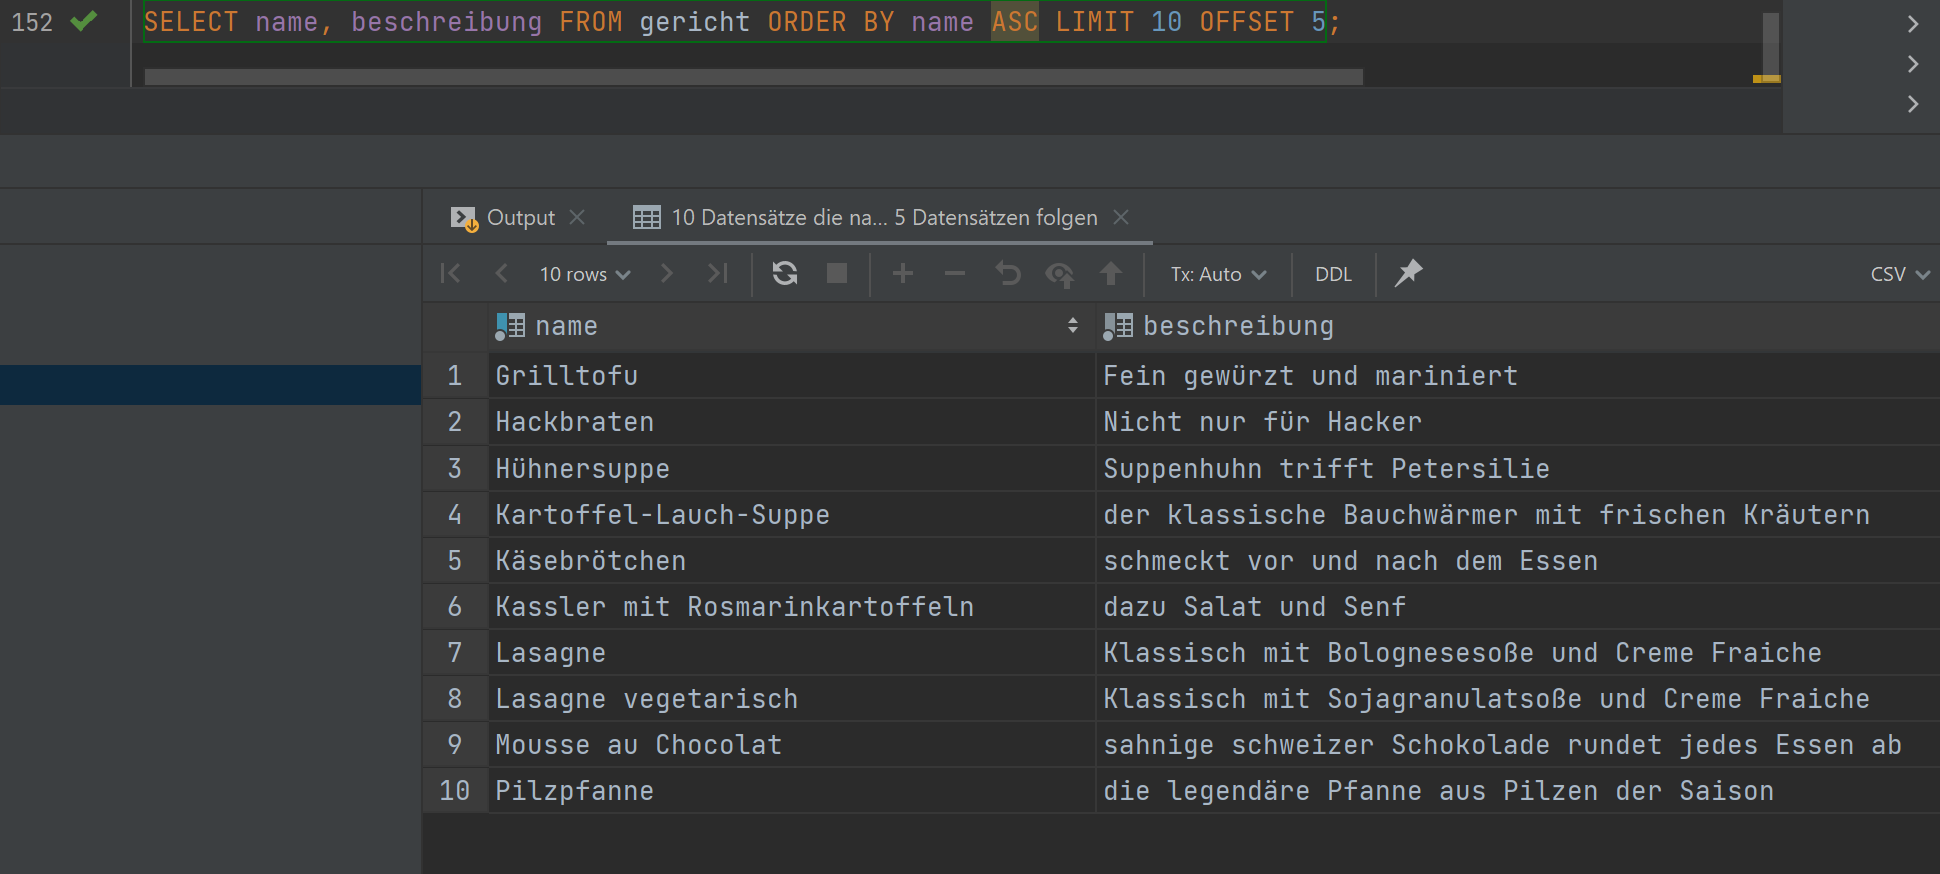 152 SELECT name, beschreibung FROM gericht ORDER BY name ASC LIMIT 10 OFFSET 5;
Output 10 Datensätze die na... 5 Datensätzen folgen
10 rows Tx: Auto DDL CSV
name beschreibung
1 Grilltofu Fein gewürzt und mariniert
2 Hackbraten Nicht nur für Hacker
3 Hühnersuppe Suppenhuhn trifft Petersilie
4 Kartoffel-Lauch-Suppe der klassische Bauchwärmer mit frischen Kräutern
5 Käsebrötchen schmeckt vor und nach dem Essen
6 Kassler mit Rosmarinkartoffeln dazu Salat und Senf
7 Lasagne Klassisch mit Bolognesesoße und Creme Fraiche
8 Lasagne vegetarisch Klassisch mit Sojagranulatsoße und Creme Fraiche
9 Mousse au Chocolat sahnige schweizer Schokolade rundet jedes Essen ab
10 Pilzpfanne die legendäre Pfanne aus Pilzen der Saison